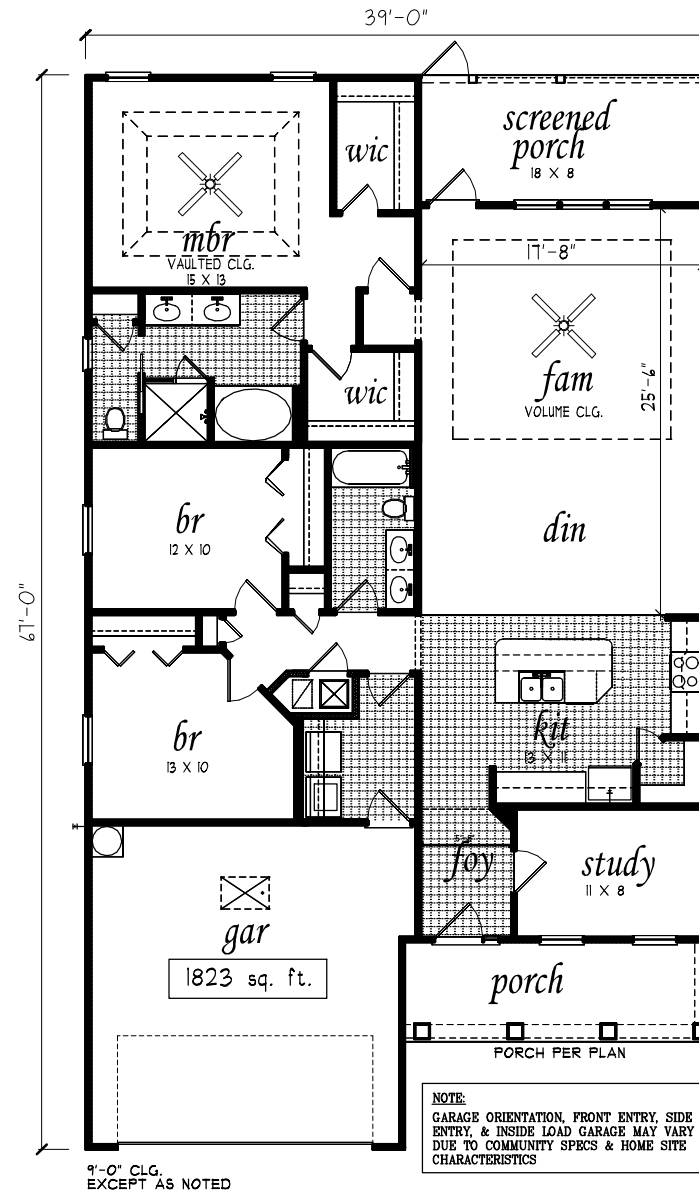 39'-0"
screened
porch
18 X 8
wic
mbr
VAULTED CLG.
15 X 13
17'-8"
fam
VOLUME CLG.
25'-6"
wic
br
12 X 10
din
67'-0"
kit
13 X 11
br
13 X 10
foy
study
11 X 8
gar
1823 sq. ft.
porch
PORCH PER PLAN
NOTE:
GARAGE ORIENTATION, FRONT ENTRY, SIDE
ENTRY, & INSIDE LOAD GARAGE MAY VARY
DUE TO COMMUNITY SPECS & HOME SITE
CHARACTERISTICS
9'-0" CLG.
EXCEPT AS NOTED